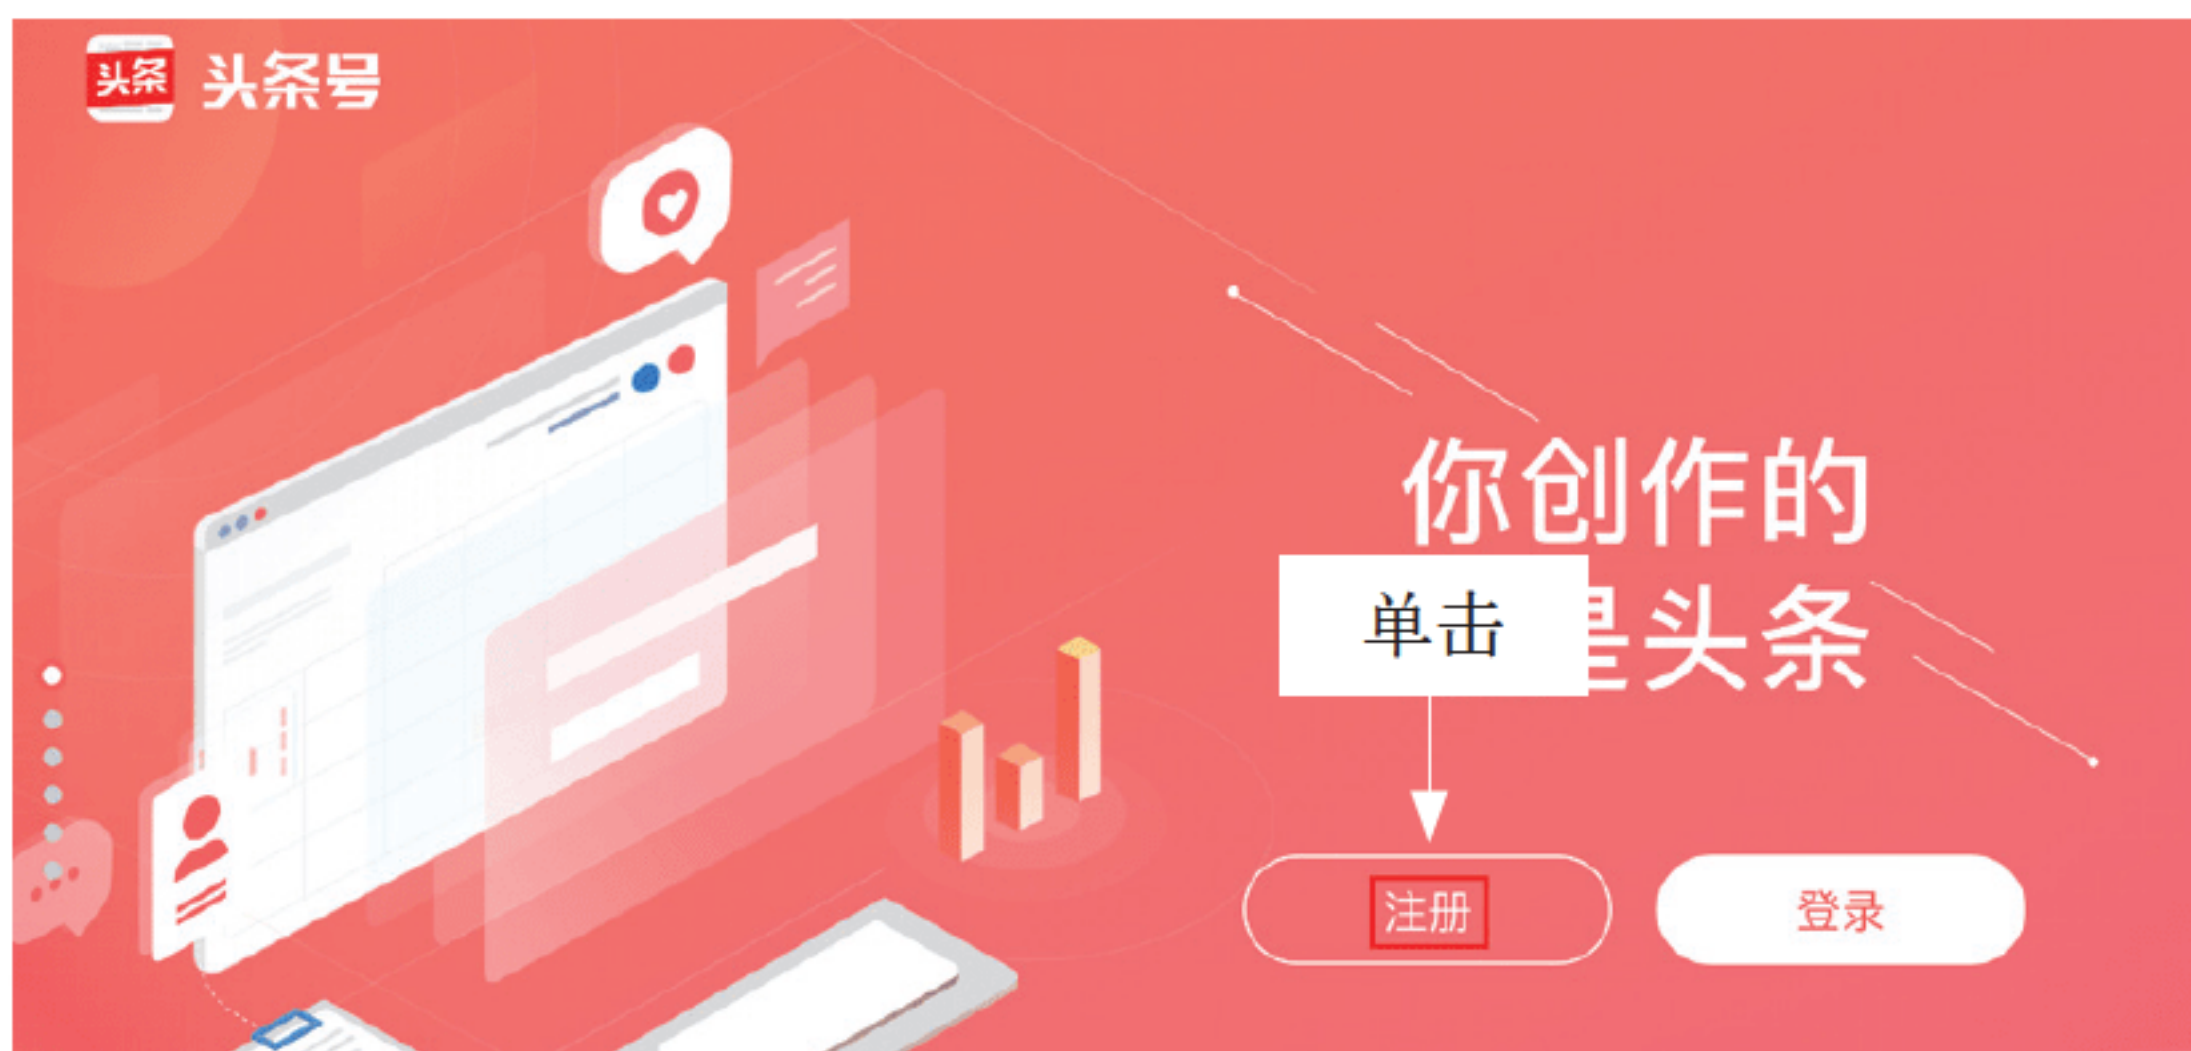 头条 头条号
你创作的
单击
是头条
注册 登录